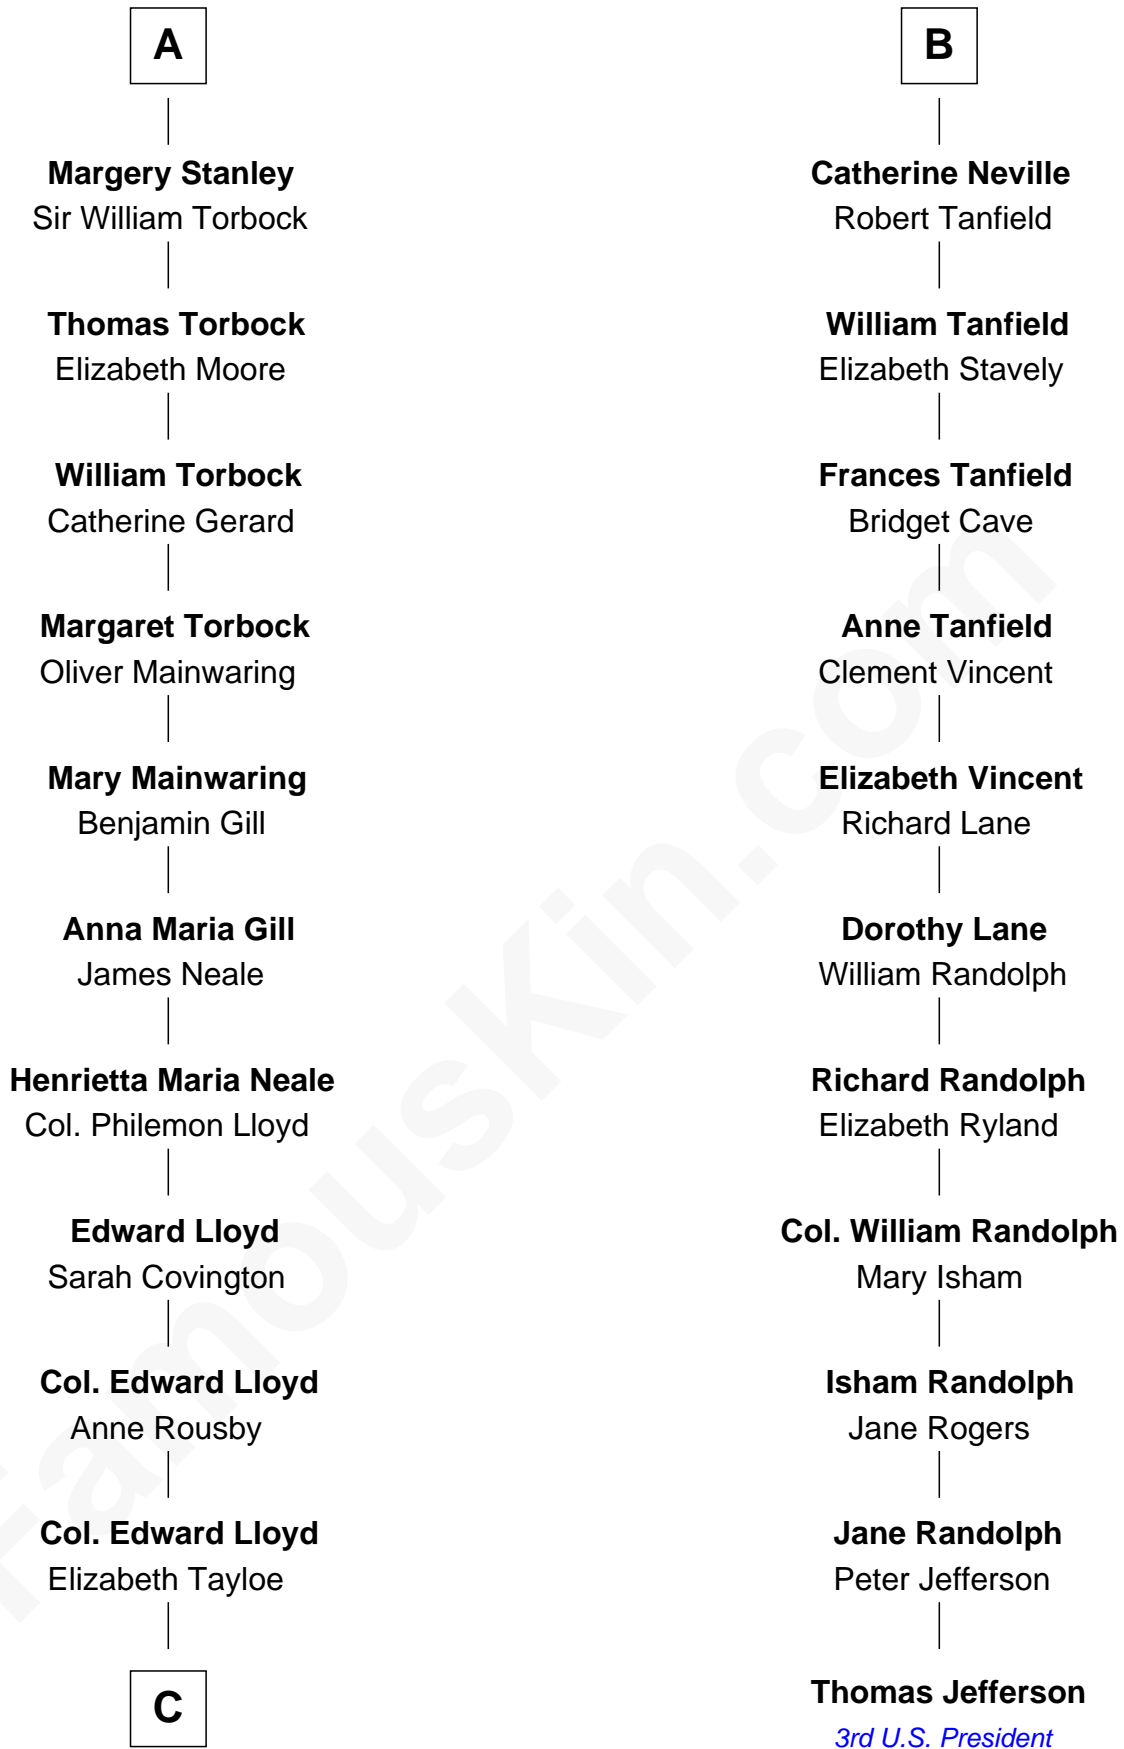 A
Margery Stanley
Sir William Torbock
Thomas Torbock
Elizabeth Moore
William Torbock
Catherine Gerard
Margaret Torbock
Oliver Mainwaring
Mary Mainwaring
Benjamin Gill
Anna Maria Gill
James Neale
Henrietta Maria Neale
Col. Philemon Lloyd
Edward Lloyd
Sarah Covington
Col. Edward Lloyd
Anne Rousby
Col. Edward Lloyd
Elizabeth Tayloe
C
B
Catherine Neville
Robert Tanfield
William Tanfield
Elizabeth Stavely
Frances Tanfield
Bridget Cave
Anne Tanfield
Clement Vincent
Elizabeth Vincent
Richard Lane
Dorothy Lane
William Randolph
Richard Randolph
Elizabeth Ryland
Col. William Randolph
Mary Isham
Isham Randolph
Jane Rogers
Jane Randolph
Peter Jefferson
Thomas Jefferson
3rd U.S. President
FamousKin.com